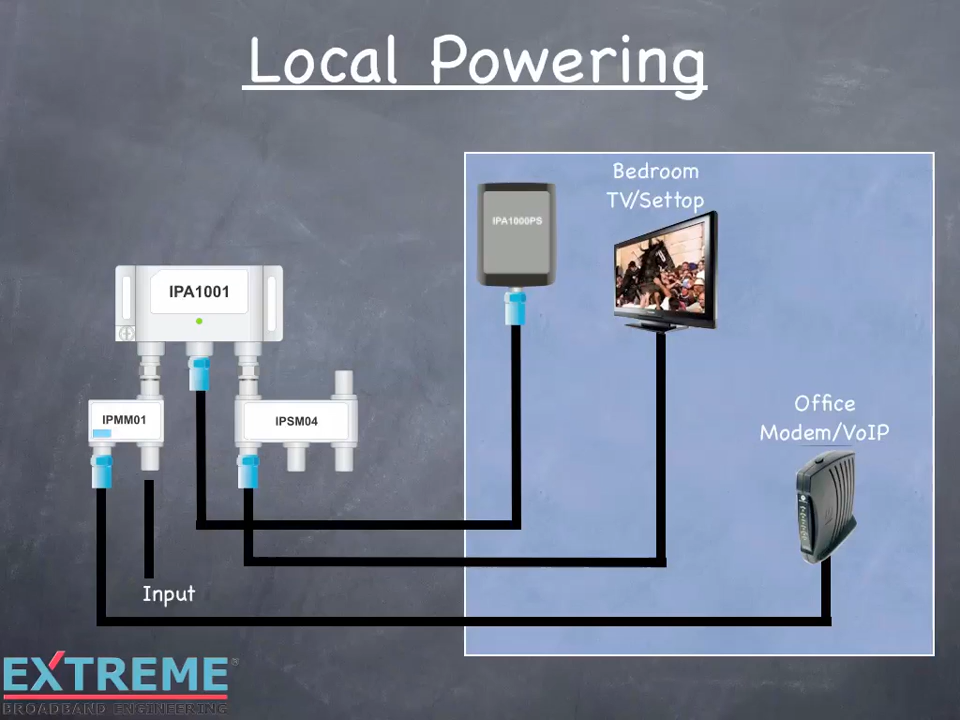 Local Powering
Bedroom
TV/Settop
IPA1000PS
IPA1001
Office
Modem/VoIP
IPMM01
IPSM04
Input
EXTREME®
BROADBAND ENGINEERING